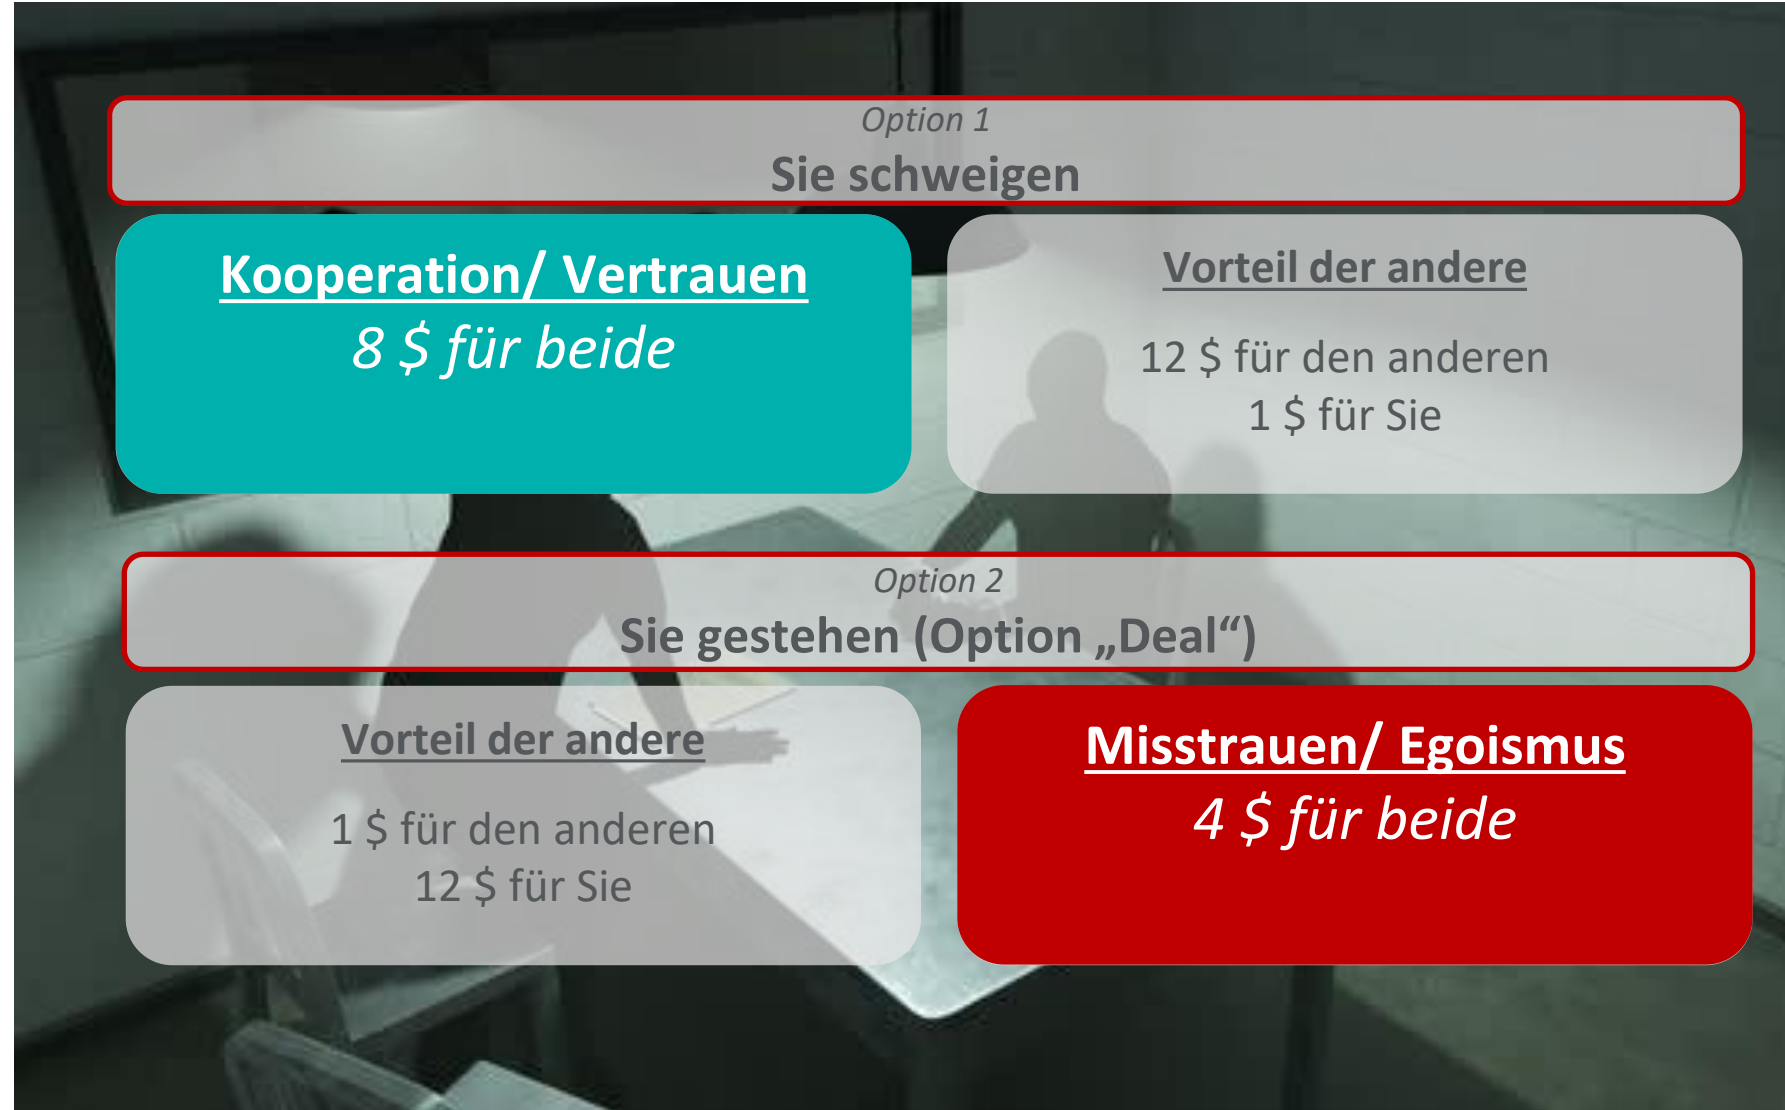 Option 1
Sie schweigen
Kooperation/ Vertrauen
8 $ für beide
Vorteil der andere
12 $ für den anderen
1 $ für Sie
Option 2
Sie gestehen (Option „Deal“)
Vorteil der andere
1 $ für den anderen
12 $ für Sie
Misstrauen/ Egoismus
4 $ für beide